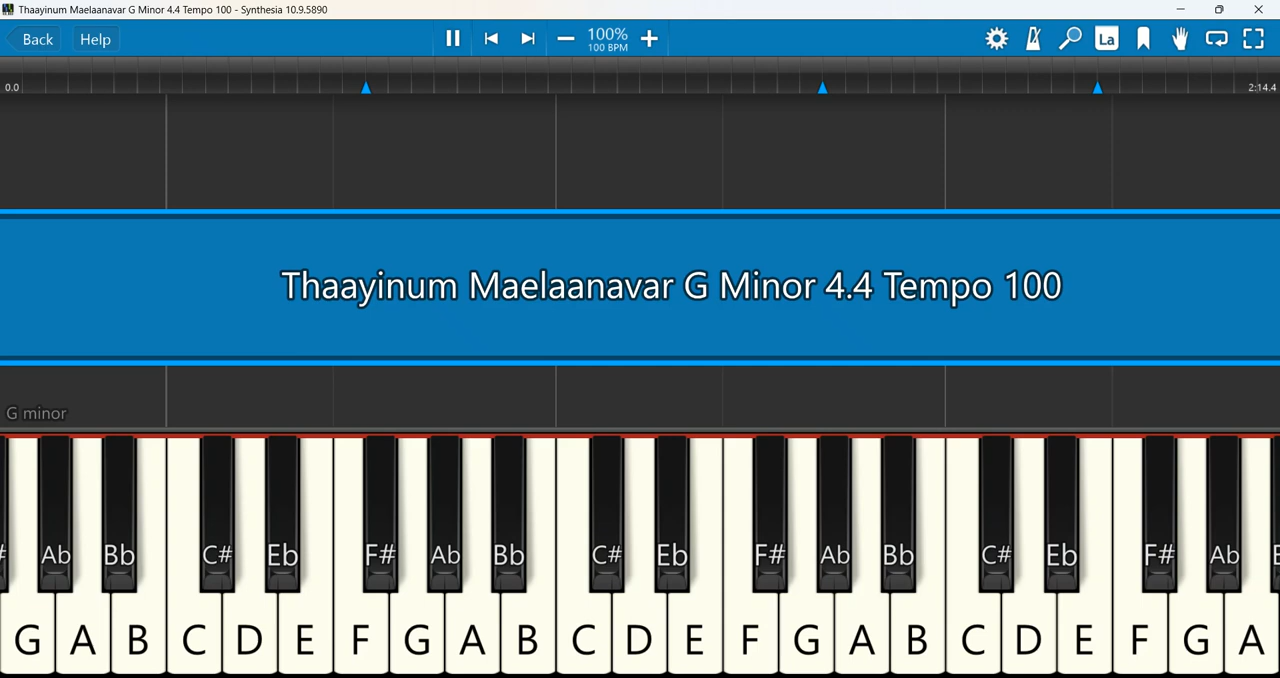 Thaayinum Maelaanavar G Minor 4.4 Tempo 100 - Synthesia 10.9.5890
Back Help 100% La
100 BPM
0.0 2:14.4
Thaayinum Maelaanavar G Minor 4.4 Tempo 100
G minor
# Ab Bb C# Eb F# Ab Bb C# Eb F# Ab Bb C# Eb F# Ab
G A B C D E F G A B C D E F G A B C D E F G A